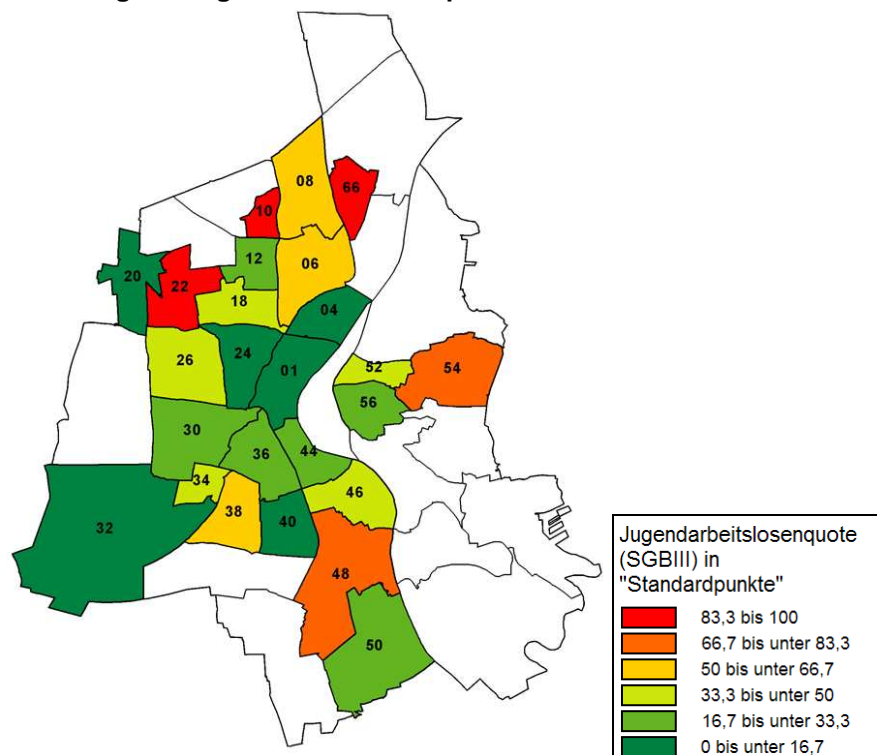 08
66
10
12
06
20
22
18
04
26
24
01
52
54
56
30
36
44
34
46
38
40
32
48
50
Jugendarbeitslosenquote
(SGBIII) in
"Standardpunkte"
83,3 bis 100
66,7 bis unter 83,3
50 bis unter 66,7
33,3 bis unter 50
16,7 bis unter 33,3
0 bis unter 16,7